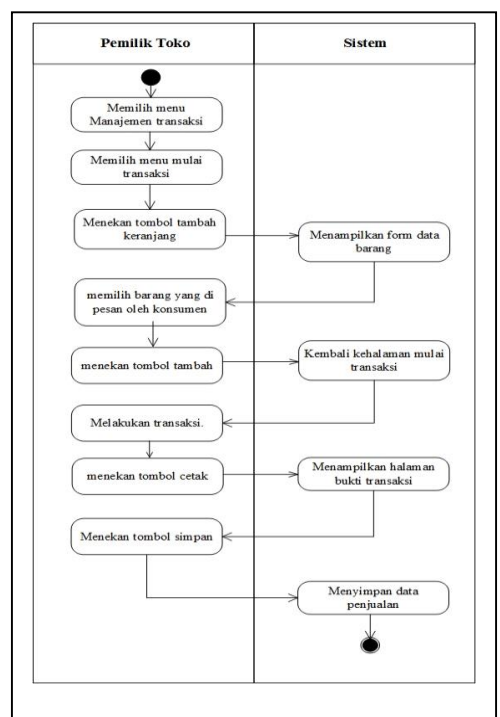 Pemilik Toko
Sistem
Memilih menu
Manajemen transaksi
Memilih menu mulai
transaksi
Menekan tombol tambah
keranjang
Menampilkan form data
barang
memilih barang yang di
pesan oleh konsumen
menekan tombol tambah
Kembali kehalaman mulai
transaksi
Melakukan transaksi.
menekan tombol cetak
Menampilkan halaman
bukti transaksi
Menekan tombol simpan
Menyimpan data
penjualan